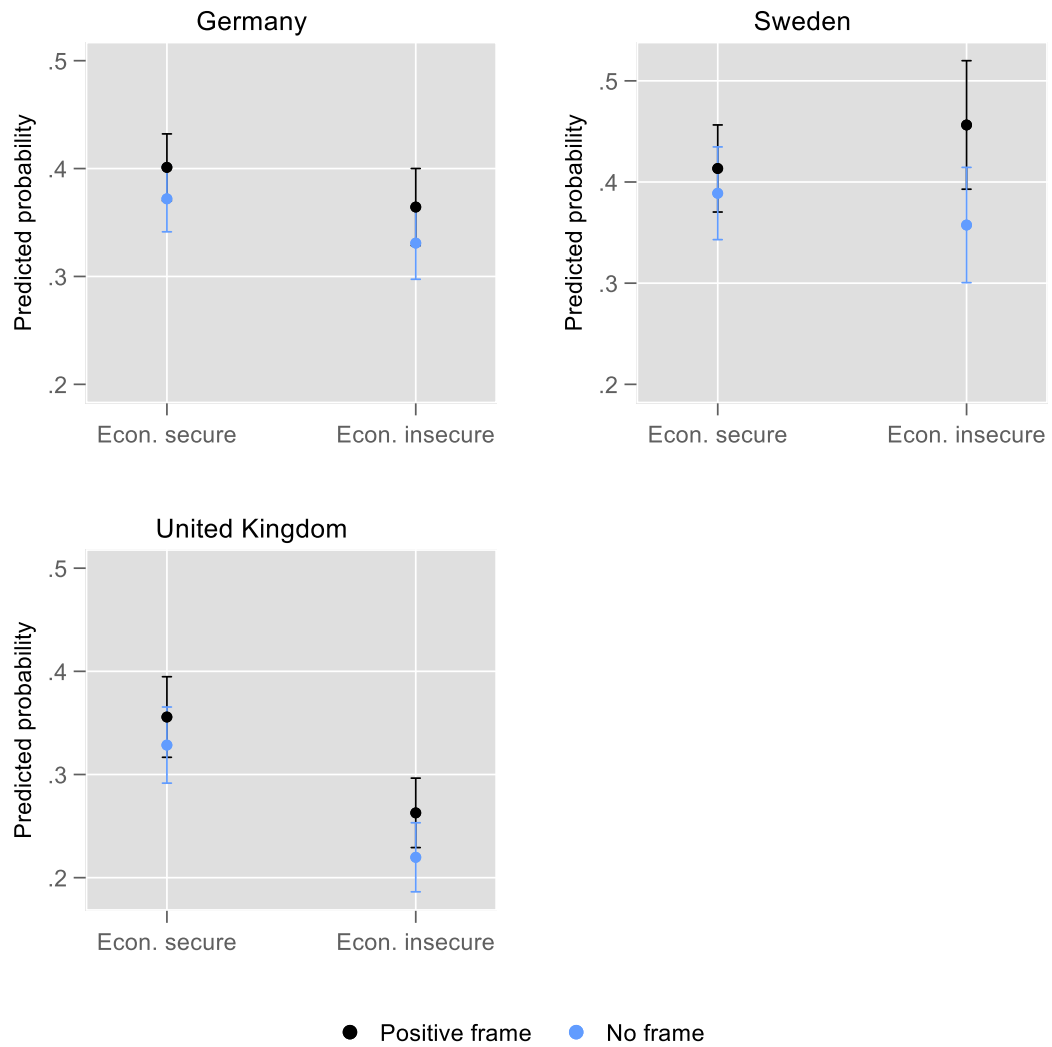 Germany
Predicted probability
.5
.4
.3
.2
Econ. secure
Econ. insecure
Sweden
Predicted probability
.5
.4
.3
.2
Econ. secure
Econ. insecure
United Kingdom
Predicted probability
.5
.4
.3
.2
Econ. secure
Econ. insecure
Positive frame
No frame